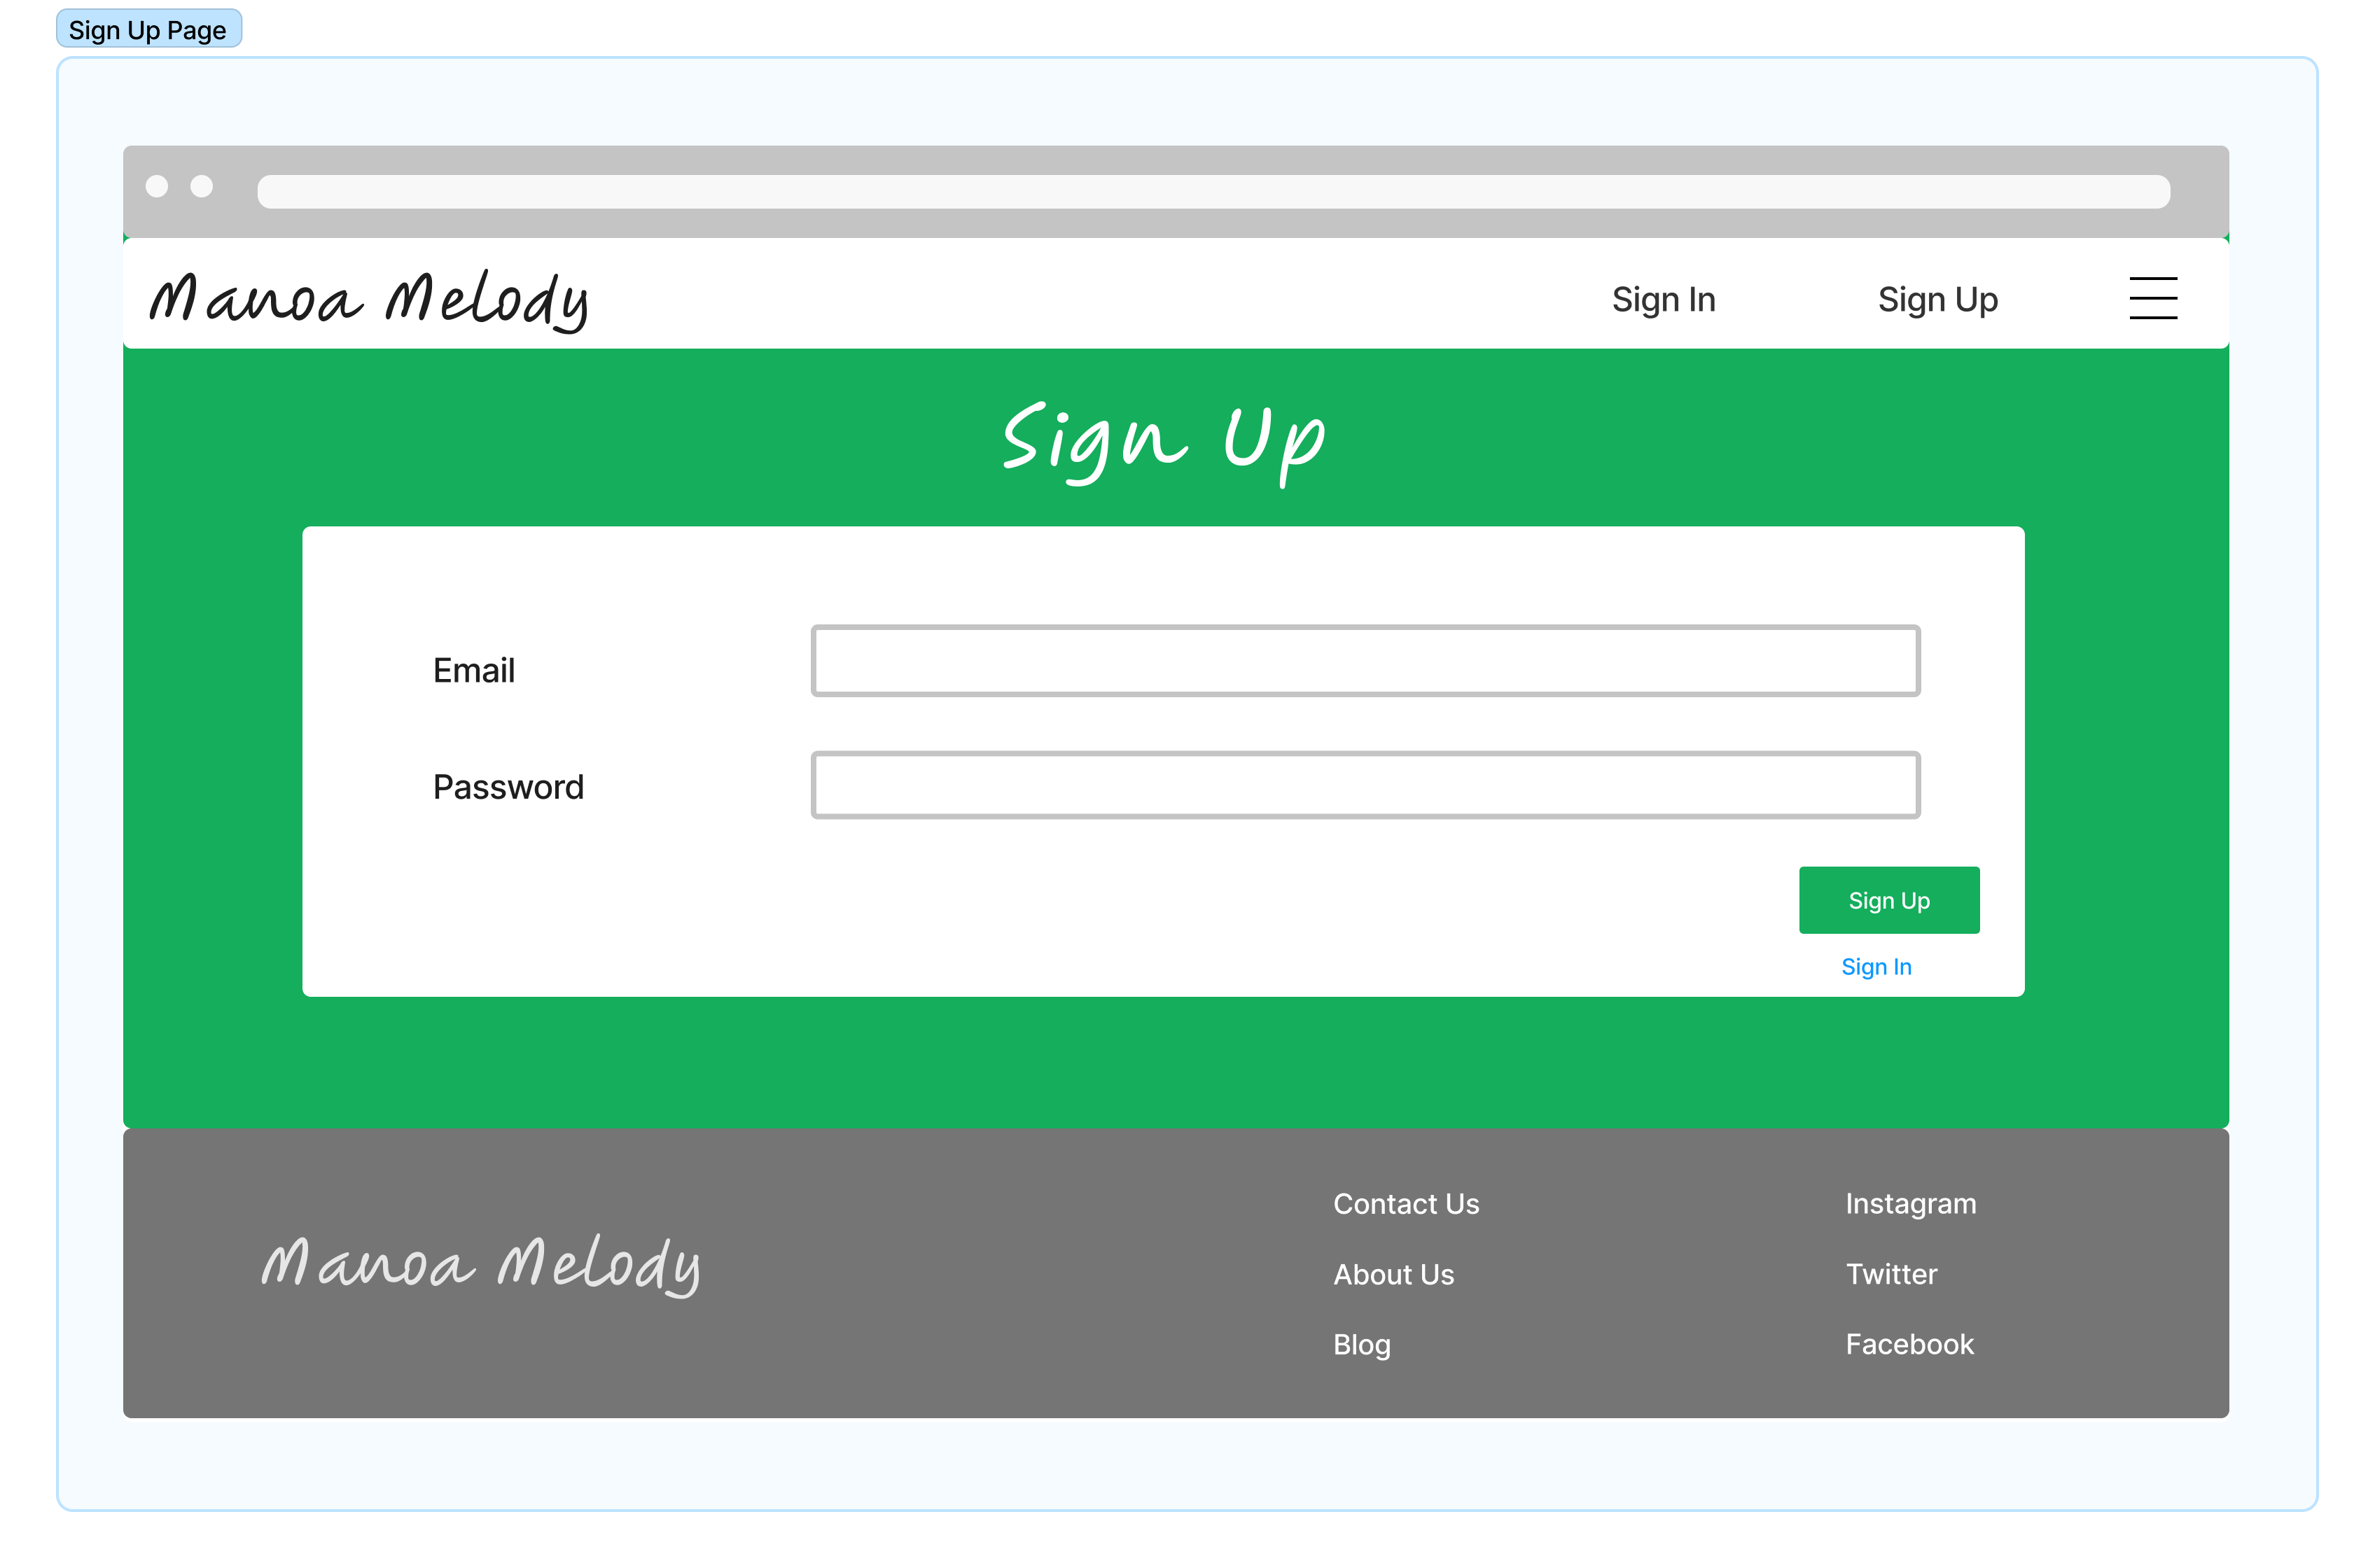 Sign Up Page
Manoa Melody
Sign In
Sign Up
Sign Up
Email
Password
Sign Up
Sign In
Manoa Melody
Contact Us
About Us
Blog
Instagram
Twitter
Facebook